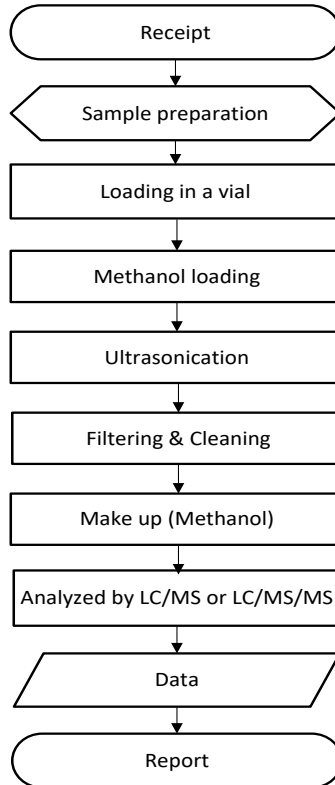 Receipt
Sample preparation
Loading in a vial
Methanol loading
Ultrasonication
Filtering & Cleaning
Make up (Methanol)
Analyzed by LC/MS or LC/MS/MS
Data
Report